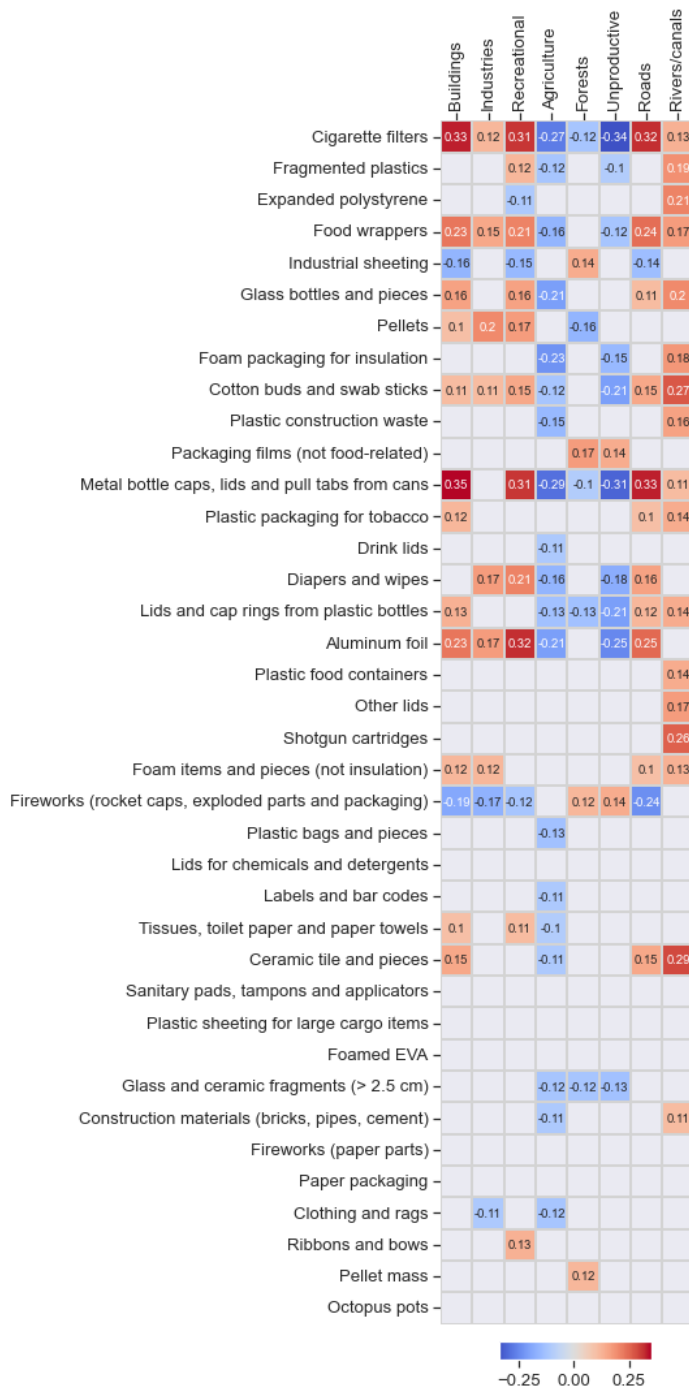 Buildings Industries Recreational Agriculture Forests Unproductive Roads Rivers/canals
Cigarette filters 0.33 0.12 0.31 -0.27 -0.12 -0.34 0.32 0.13
Fragmented plastics 0.12 -0.12 -0.1 0.19
Expanded polystyrene -0.11 0.21
Food wrappers 0.23 0.15 0.21 -0.16 -0.12 0.24 0.17
Industrial sheeting -0.16 -0.15 0.14 -0.14
Glass bottles and pieces 0.16 0.16 -0.21 0.11 0.2
Pellets 0.1 0.2 0.17 -0.16
Foam packaging for insulation -0.23 -0.15 0.18
Cotton buds and swab sticks 0.11 0.11 0.15 -0.12 -0.21 0.15 0.27
Plastic construction waste -0.15 0.16
Packaging films (not food-related) 0.17 0.14
Metal bottle caps, lids and pull tabs from cans 0.35 0.31 -0.29 -0.1 -0.31 0.33 0.11
Plastic packaging for tobacco 0.12 0.1 0.14
Drink lids -0.11
Diapers and wipes 0.17 0.21 -0.16 -0.18 0.16
Lids and cap rings from plastic bottles 0.13 -0.13 -0.13 -0.21 0.12 0.14
Aluminum foil 0.23 0.17 0.32 -0.21 -0.25 0.25
Plastic food containers 0.14
Other lids 0.17
Shotgun cartridges 0.26
Foam items and pieces (not insulation) 0.12 0.12 0.1 0.13
Fireworks (rocket caps, exploded parts and packaging) -0.19 -0.17 -0.12 0.12 0.14 -0.24
Plastic bags and pieces -0.13
Lids for chemicals and detergents
Labels and bar codes -0.11
Tissues, toilet paper and paper towels 0.1 0.11 -0.1
Ceramic tile and pieces 0.15 -0.11 0.15 0.29
Sanitary pads, tampons and applicators
Plastic sheeting for large cargo items
Foamed EVA
Glass and ceramic fragments (> 2.5 cm) -0.12 -0.12 -0.13
Construction materials (bricks, pipes, cement) -0.11 0.11
Fireworks (paper parts)
Paper packaging
Clothing and rags -0.11 -0.12
Ribbons and bows 0.13
Pellet mass 0.12
Octopus pots
−0.25 0.00 0.25